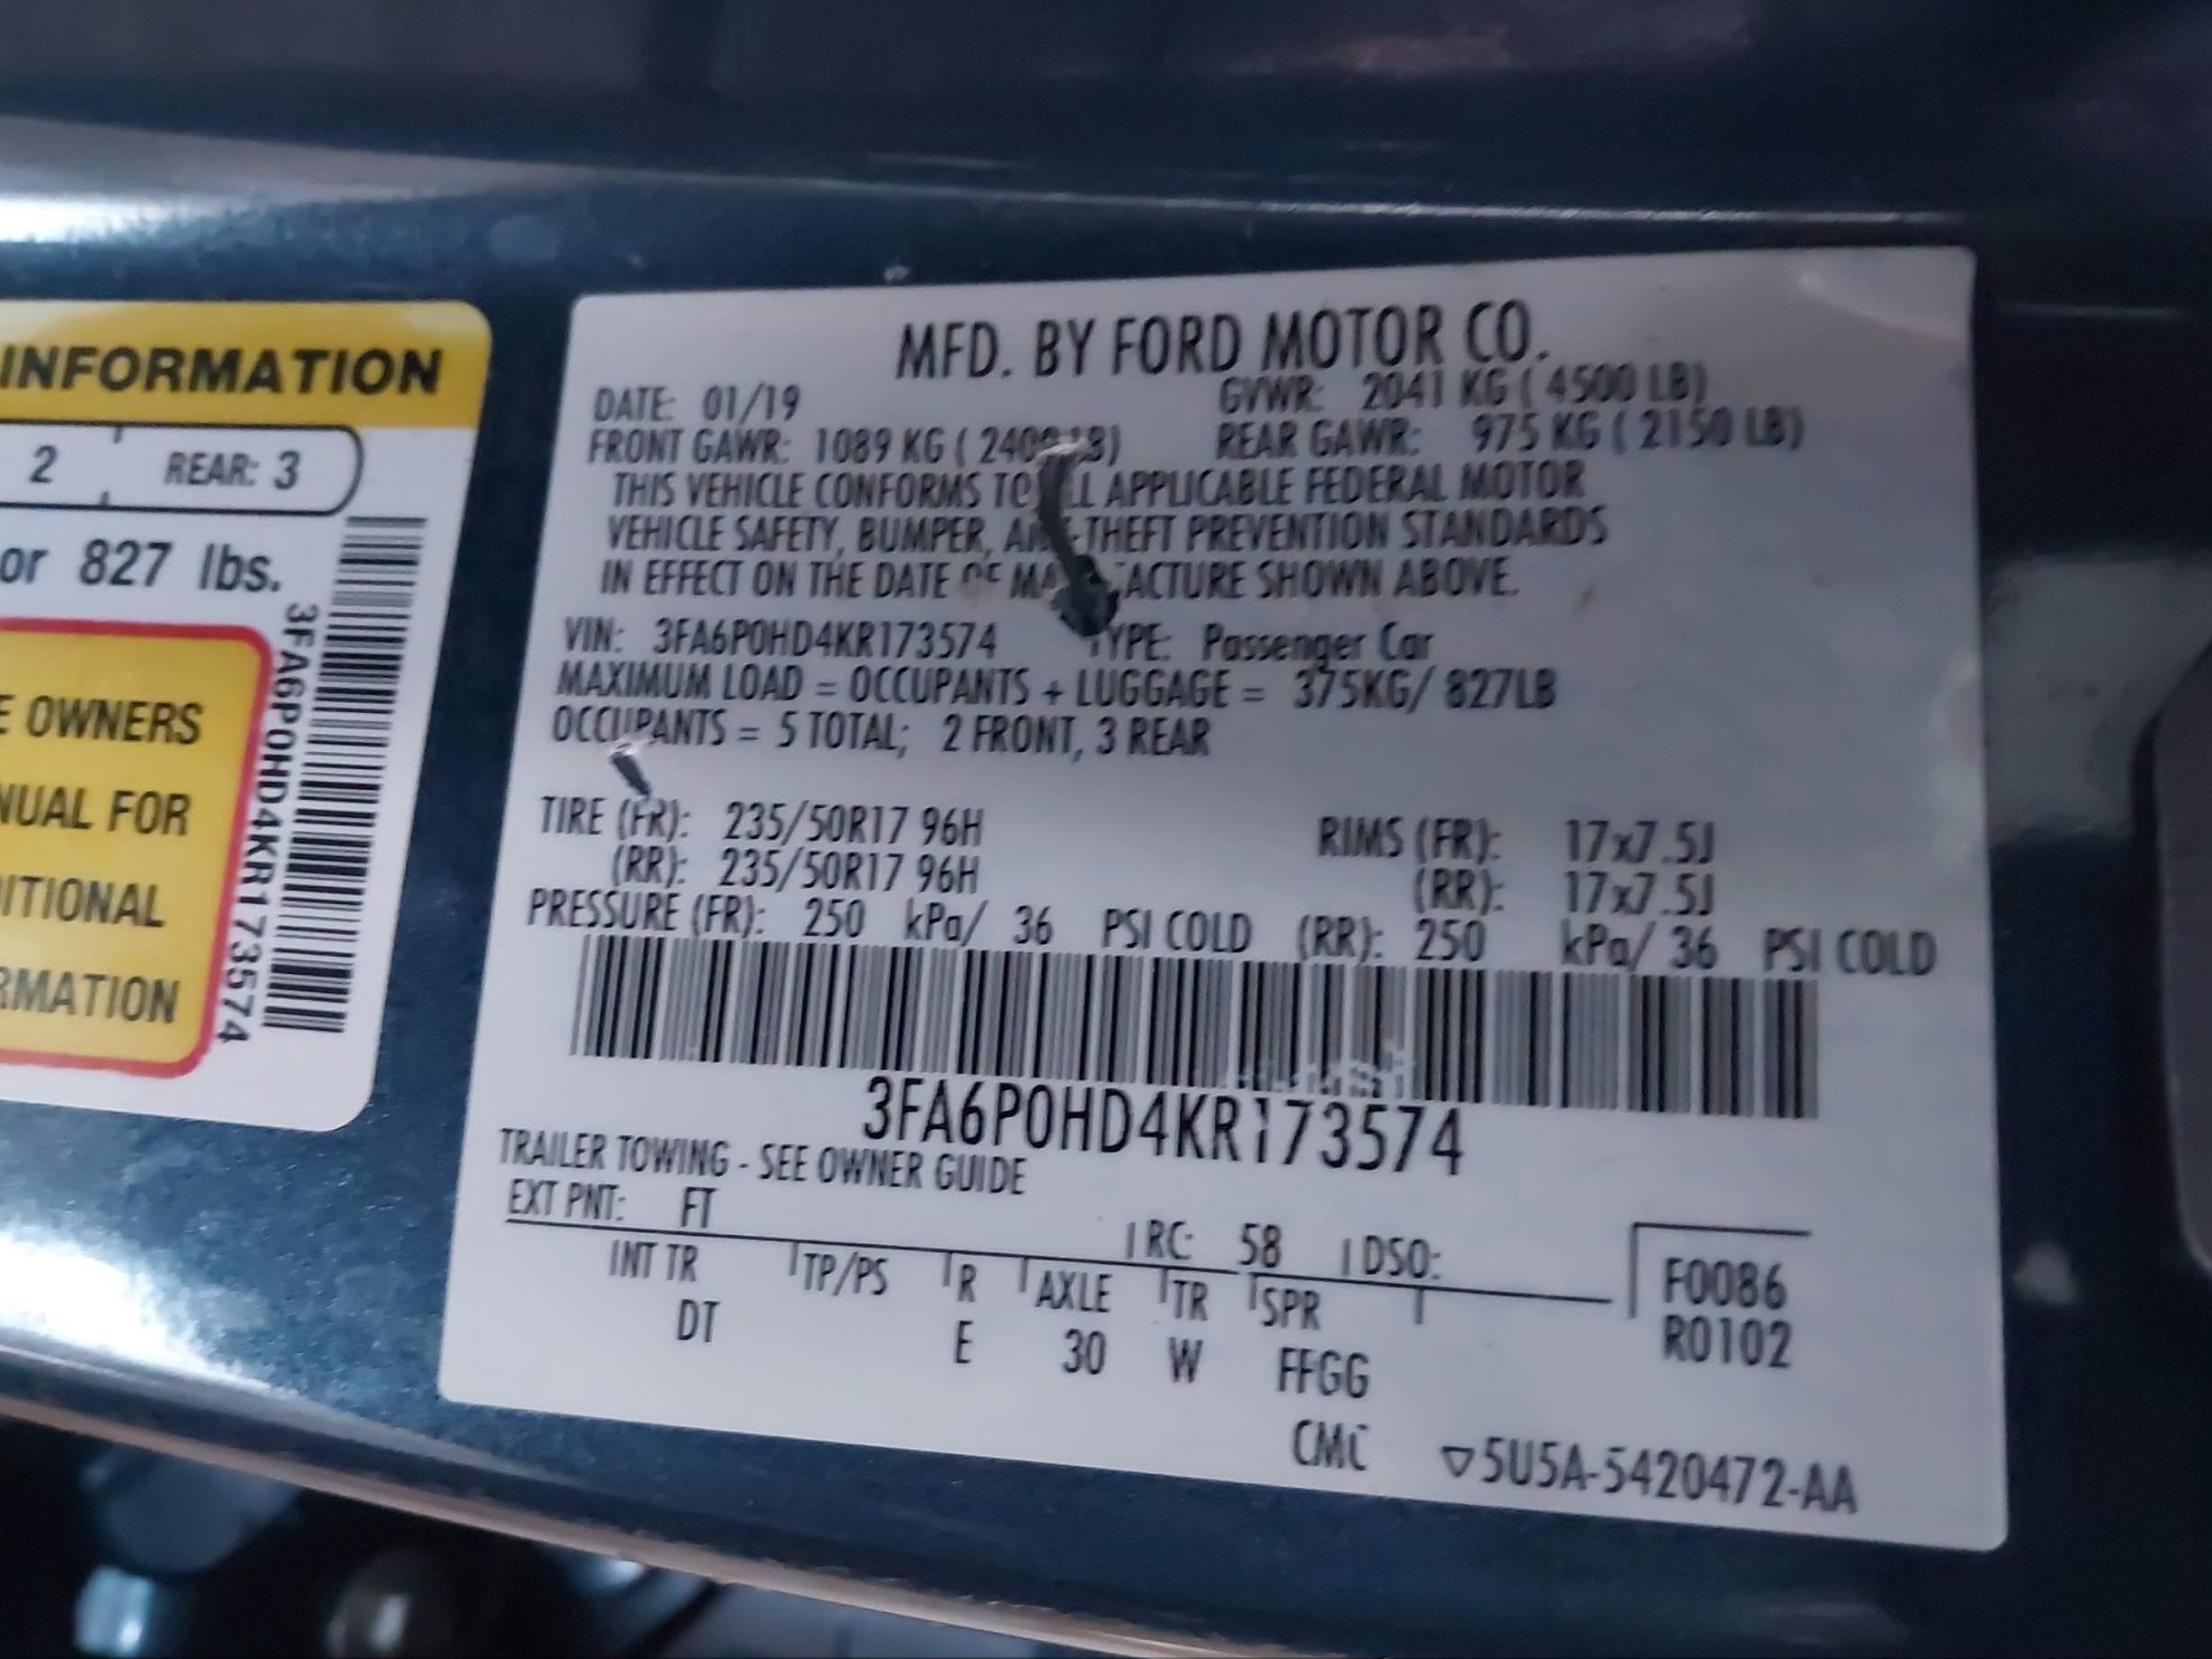 INFORMATION
2 REAR: 3
or 827 lbs.
E OWNERS
NUAL FOR
ITIONAL
RMATION
3FA6P0HD4KR173574
MFD. BY FORD MOTOR CO.
DATE: 01/19 GVWR: 2041 KG ( 4500 LB)
FRONT GAWR: 1089 KG ( 2400 LB) REAR GAWR: 975 KG ( 2150 LB)
THIS VEHICLE CONFORMS TO ALL APPLICABLE FEDERAL MOTOR
VEHICLE SAFETY, BUMPER, AND THEFT PREVENTION STANDARDS
IN EFFECT ON THE DATE OF MANUFACTURE SHOWN ABOVE.
VIN: 3FA6P0HD4KR173574 TYPE: Passenger Car
MAXIMUM LOAD = OCCUPANTS + LUGGAGE = 375KG/ 827LB
OCCUPANTS = 5 TOTAL; 2 FRONT, 3 REAR
TIRE (FR): 235/50R17 96H RIMS (FR): 17x7.5J
(RR): 235/50R17 96H (RR): 17x7.5J
PRESSURE (FR): 250 kPa/ 36 PSI COLD (RR): 250 kPa/ 36 PSI COLD
3FA6P0HD4KR173574
TRAILER TOWING - SEE OWNER GUIDE
EXT PNT: FT RC: 58 DSO:
INT TR TP/PS R AXLE TR SPR
DT E 30 W FFGG
F0086
R0102
CMC ▽5U5A-5420472-AA